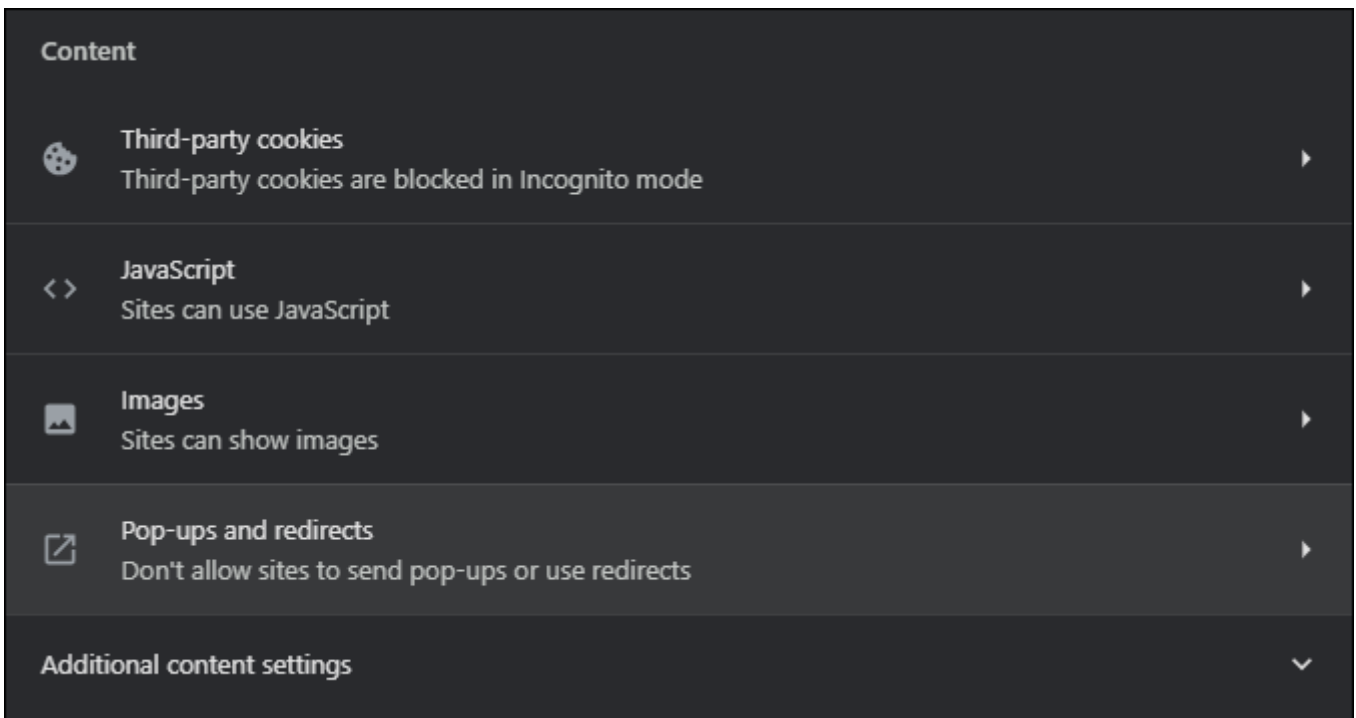 Content
Third-party cookies
Third-party cookies are blocked in Incognito mode
JavaScript
Sites can use JavaScript
Images
Sites can show images
Pop-ups and redirects
Don't allow sites to send pop-ups or use redirects
Additional content settings